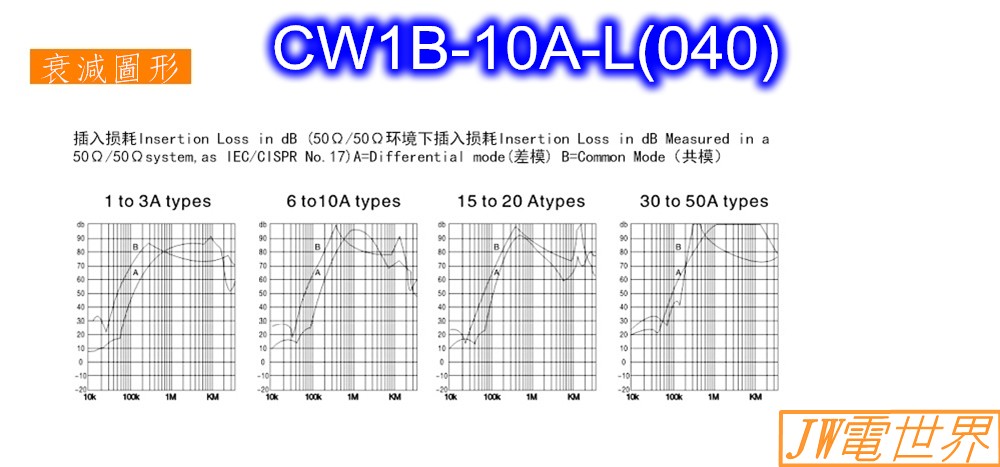 CW1B-10A-L(040)
衰減圖形
插入损耗Insertion Loss in dB (50Ω/50Ω环境下插入损耗Insertion Loss in dB Measured in a
50Ω/50Ωsystem,as IEC/CISPR No.17)A=Differential mode(差模) B=Common Mode (共模)
1 to 3A types
6 to10A types
15 to 20 Atypes
30 to 50A types
db
90
80
70
60
50
40
30
20
10
0
-10
-20
B
A
10k 100k 1M KM
db
90
80
70
60
50
40
30
20
10
0
-10
-20
B
A
10k 100k 1M KM
db
90
80
70
60
50
40
30
20
10
0
-10
-20
B
A
10k 100k 1M KM
db
90
80
70
60
50
40
30
20
10
0
-10
-20
B
A
10k 100k 1M KM
JW電世界